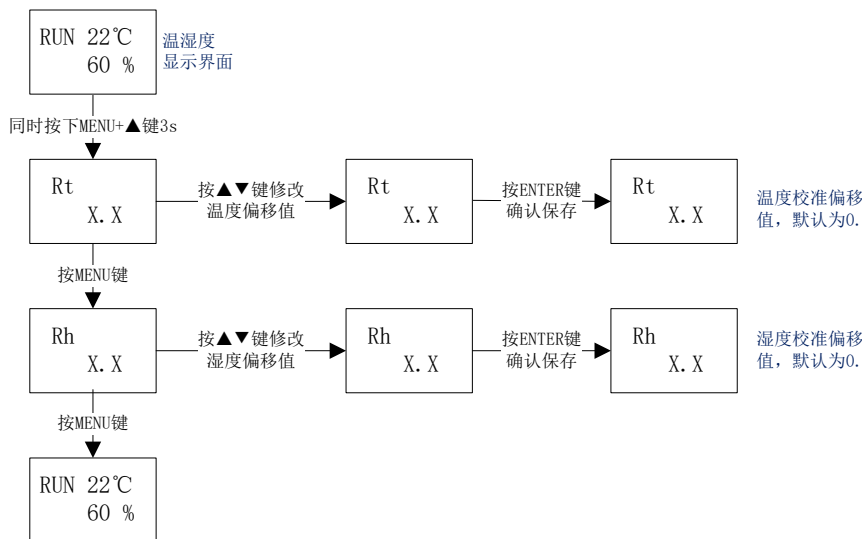 RUN 22℃
60 %
温湿度
显示界面
同时按下MENU+▲键3s
Rt
X.X
按▲▼键修改
温度偏移值
Rt
X.X
按ENTER键
确认保存
Rt
X.X
温度校准偏移
值，默认为0.
按MENU键
Rh
X.X
按▲▼键修改
湿度偏移值
Rh
X.X
按ENTER键
确认保存
Rh
X.X
湿度校准偏移
值，默认为0.
按MENU键
RUN 22℃
60 %